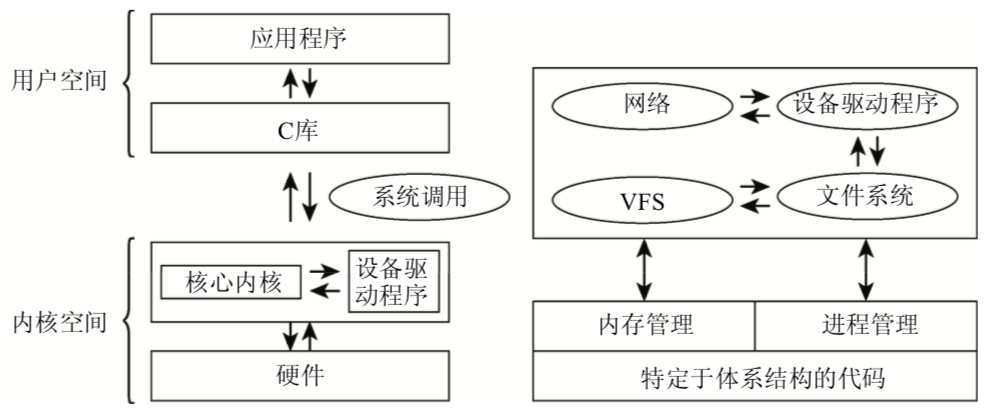 用户空间
应用程序
C库
系统调用
内核空间
核心内核
设备驱
动程序
硬件
网络
设备驱动程序
VFS
文件系统
内存管理
进程管理
特定于体系结构的代码